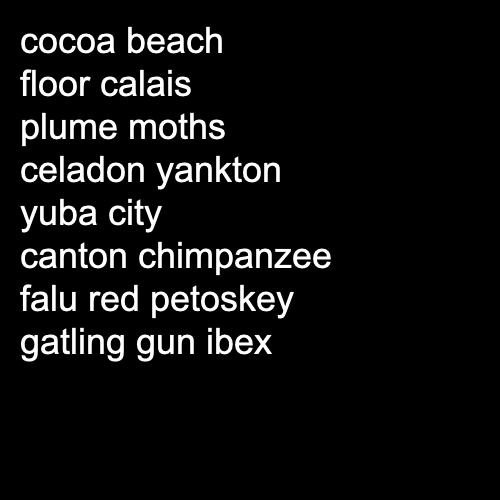 cocoa beach
floor calais
plume moths
celadon yankton
yuba city
canton chimpanzee
falu red petoskey
gatling gun ibex